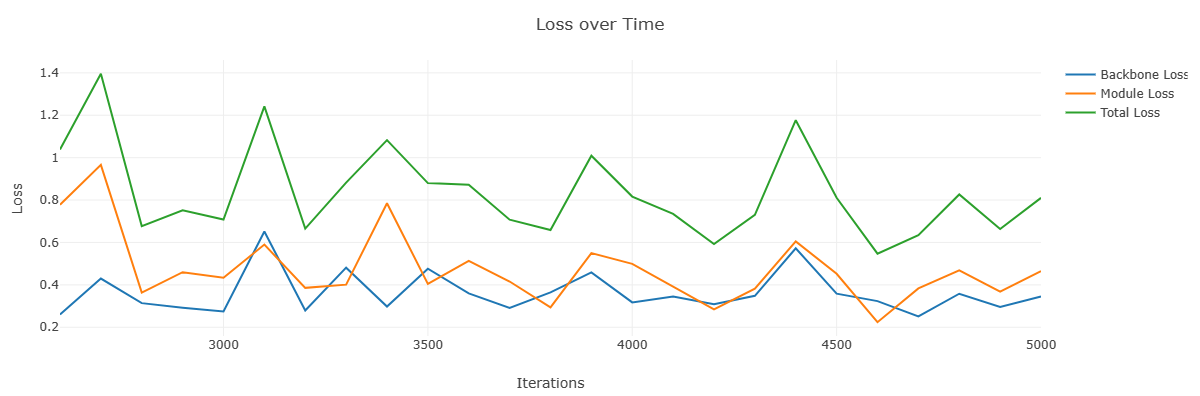 Loss over Time
1.4
1.2
1
0.8
0.6
0.4
0.2
Loss
3000
3500
4000
4500
5000
Iterations
Backbone Loss
Module Loss
Total Loss